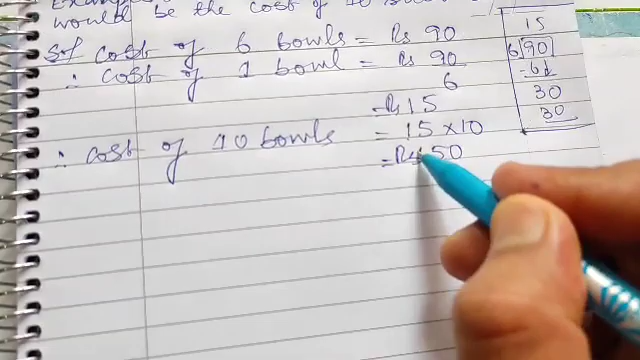 would be the cost of 10
Sol cost of 6 bowls = Rs 90
∴ cost of 1 bowl = Rs 90
6
= Rs 15
∴ cost of 10 bowls = 15 × 10
= Rs 150
15
6 90
-6↓
30
30